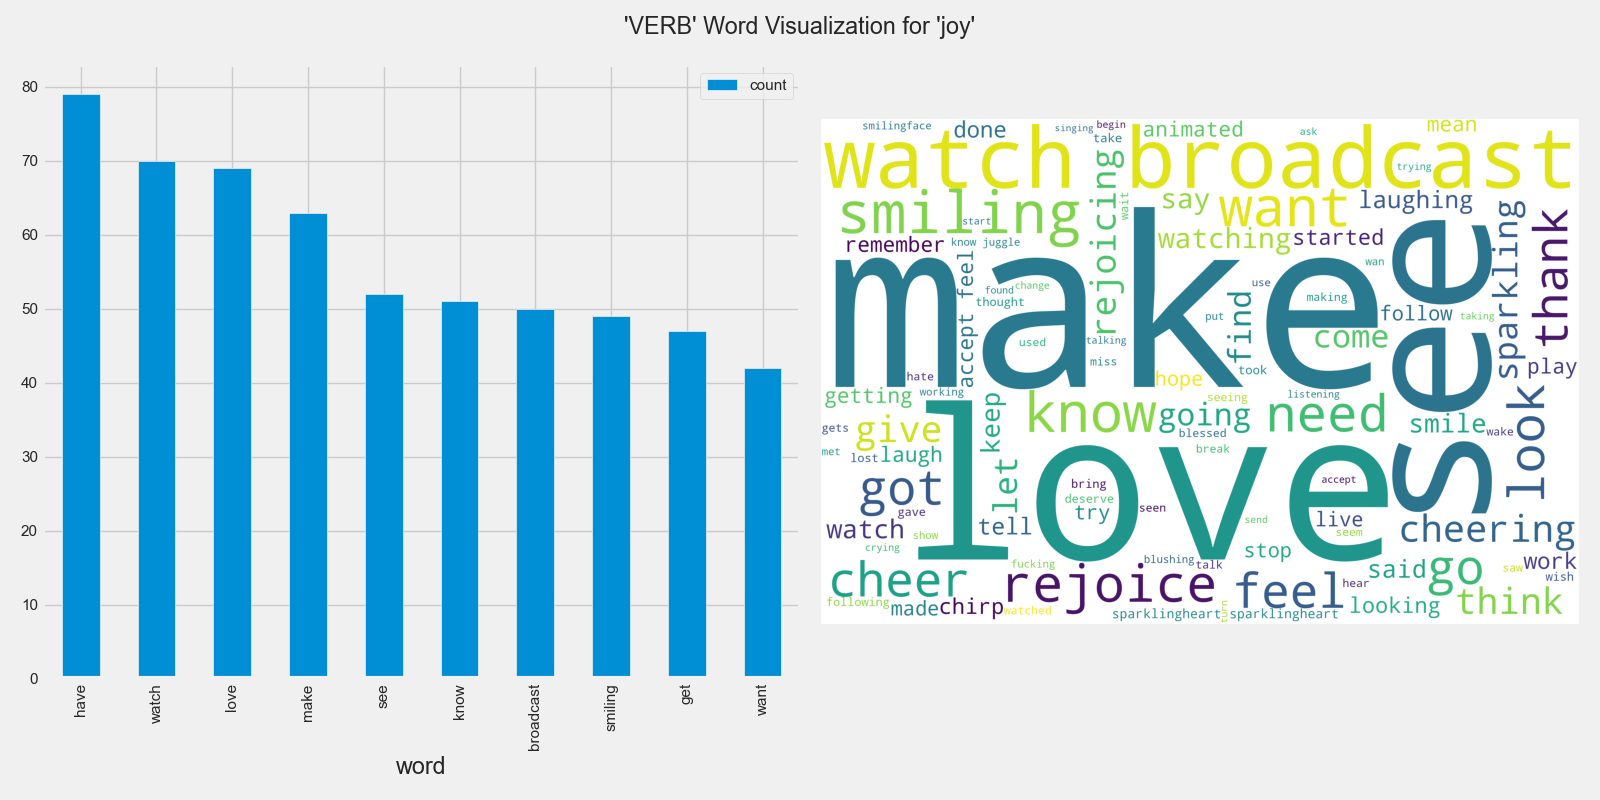 'VERB' Word Visualization for 'joy'
count
80
70
60
50
40
30
20
10
0
have
watch
love
make
see
know
broadcast
smiling
get
want
word
smilingface
done
singing
begin
take
animated
ask
mean
watch
broadcast
trying
smiling
start
rejoicing
wait
say
want
laughing
sparkling
thank
remember
know juggle
watching
started
make
see
accept feel
found
change
thought
used
talking
miss
wan
use
making
put
find
took
follow
taking
come
play
hate
working
hope
getting
seeing
listening
look
gets
give
keep
know
going
need
smile
wake
blessed
met
lost
laugh
love
break
got
let
bring
deserve
try
seen
accept
gave
watch
tell
send
live
seem
cheering
show
crying
stop
fucking
blushing
talk
cheer
rejoice
feel
hear
said
go
saw
work
wish
following
made
chirp
watched
sparklingheart
turn
sparklingheart
looking
think